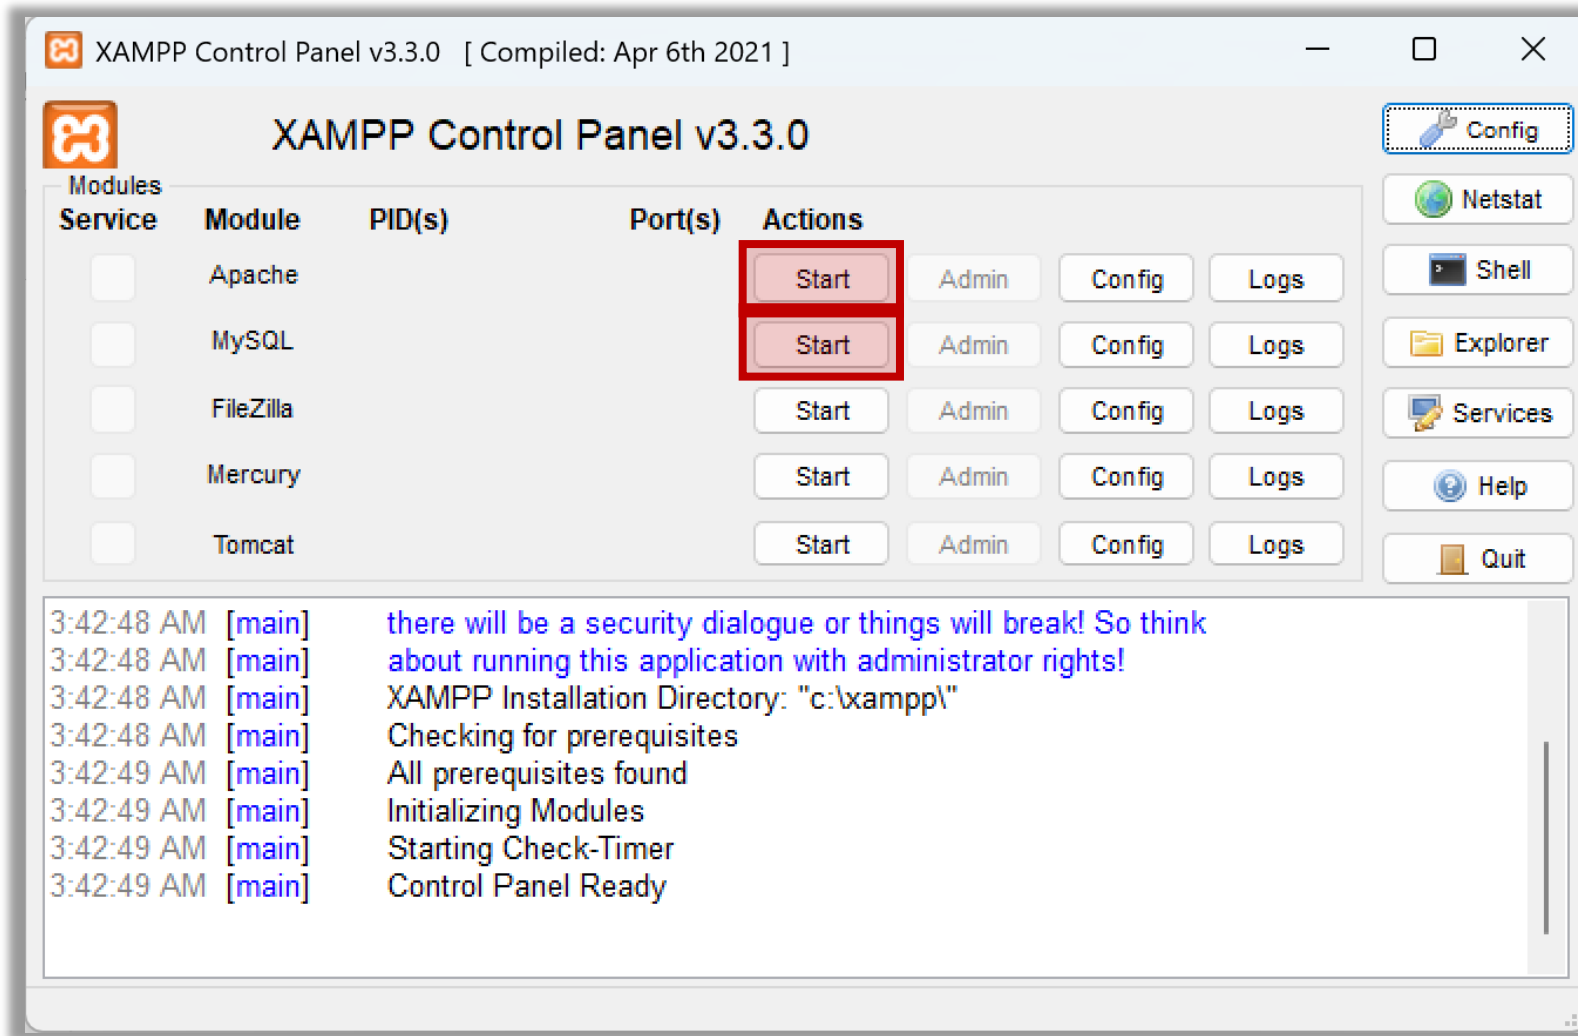 XAMPP Control Panel v3.3.0 [ Compiled: Apr 6th 2021 ]
XAMPP Control Panel v3.3.0
Config
Modules
Service Module PID(s) Port(s) Actions
Netstat
Apache Start Admin Config Logs
Shell
MySQL Start Admin Config Logs
Explorer
FileZilla Start Admin Config Logs
Services
Mercury Start Admin Config Logs
Help
Tomcat Start Admin Config Logs
Quit
3:42:48 AM [main] there will be a security dialogue or things will break! So think
3:42:48 AM [main] about running this application with administrator rights!
3:42:48 AM [main] XAMPP Installation Directory: "c:\xampp\"
3:42:48 AM [main] Checking for prerequisites
3:42:49 AM [main] All prerequisites found
3:42:49 AM [main] Initializing Modules
3:42:49 AM [main] Starting Check-Timer
3:42:49 AM [main] Control Panel Ready